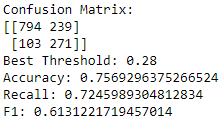 Confusion Matrix:
[[794 239]
 [103 271]]
Best Threshold: 0.28
Accuracy: 0.7569296375266524
Recall: 0.7245989304812834
F1: 0.6131221719457014